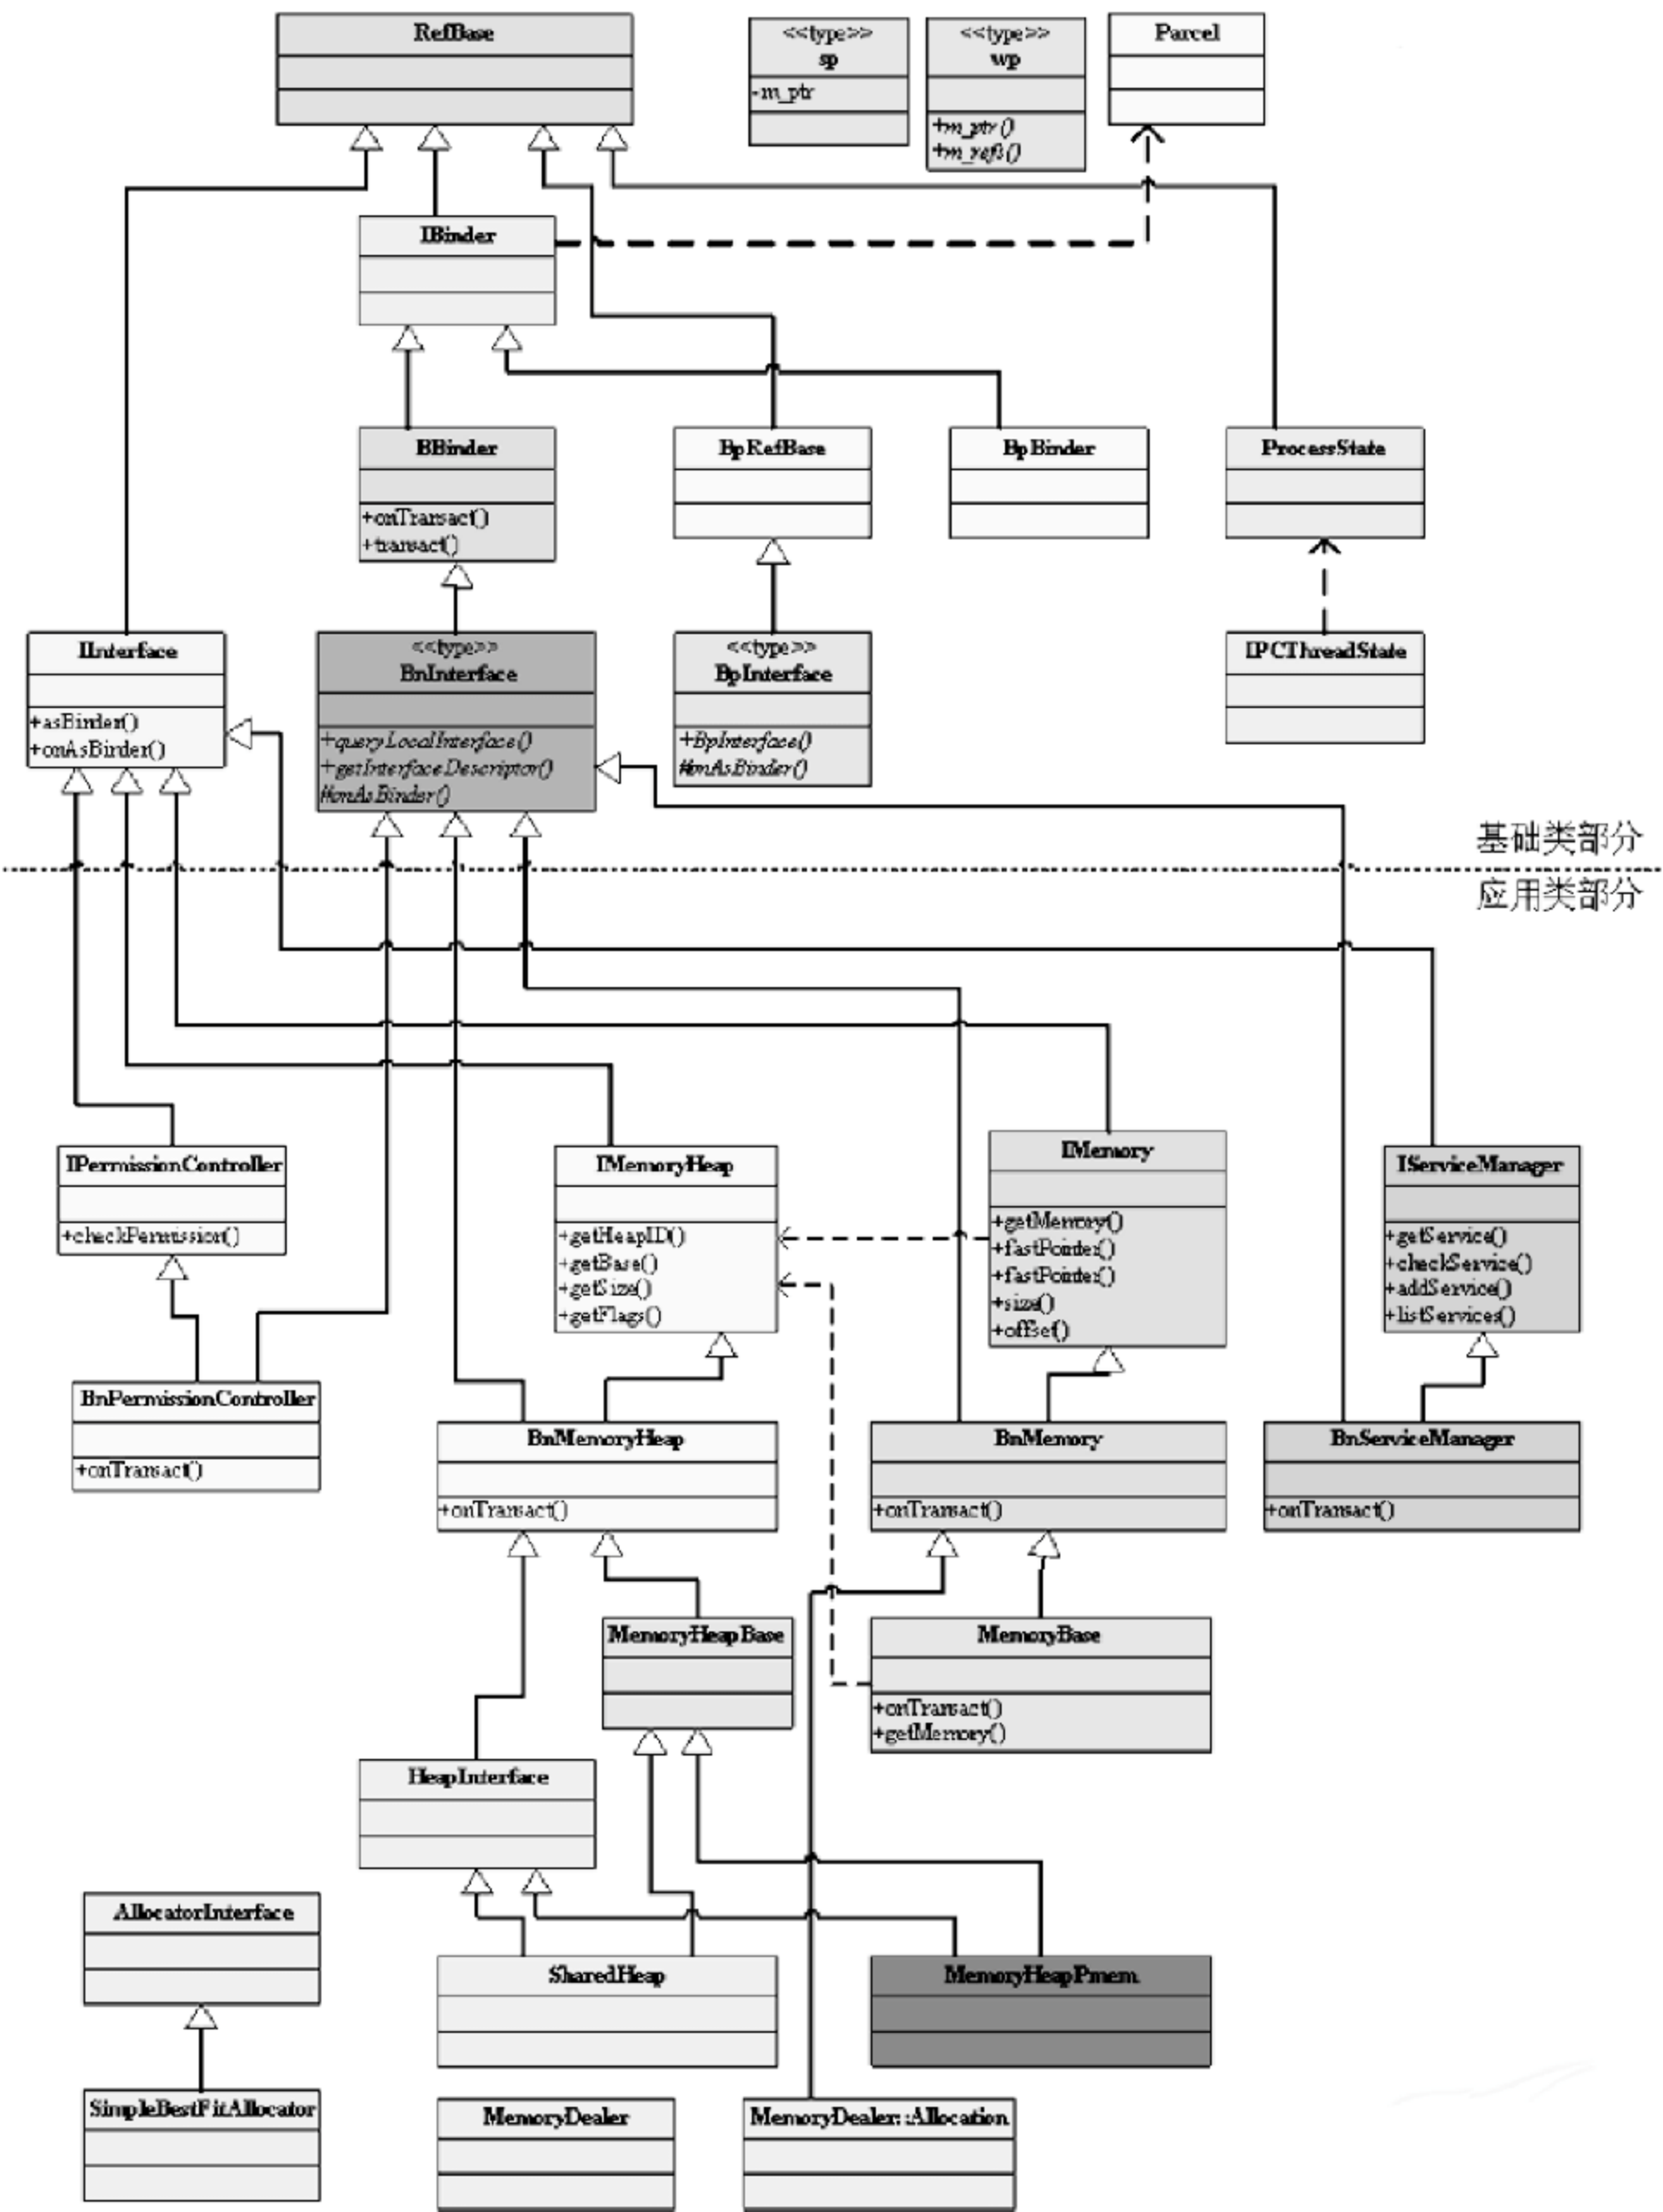 RefBase
<<type>>
sp
-m_ptr
<<type>>
wp
+m_ptr()
+m_refs()
Parcel
IBinder
BBinder
+onTransact()
+transact()
BpRefBase
BpBinder
ProcessState
IInterface
+asBinder()
+onAsBinder()
<<type>>
BnInterface
+queryLocalInterface()
+getInterfaceDescriptor()
#onAsBinder()
<<type>>
BpInterface
+BpInterface()
#onAsBinder()
IPCThreadState
基础类部分
应用类部分
IPermissionController
+checkPermission()
IMemoryHeap
+getHeapID()
+getBase()
+getSize()
+getFlags()
IMemory
+getMemory()
+fastPointer()
+fastPointer()
+size()
+offset()
IServiceManager
+getService()
+checkService()
+addService()
+listServices()
BnPermissionController
+onTransact()
BnMemoryHeap
+onTransact()
BnMemory
+onTransact()
BnServiceManager
+onTransact()
MemoryHeapBase
MemoryBase
+onTransact()
+getMemory()
HeapInterface
AllocatorInterface
SharedHeap
MemoryHeapPmem
SimpleBestFitAllocator
MemoryDealer
MemoryDealer::Allocation